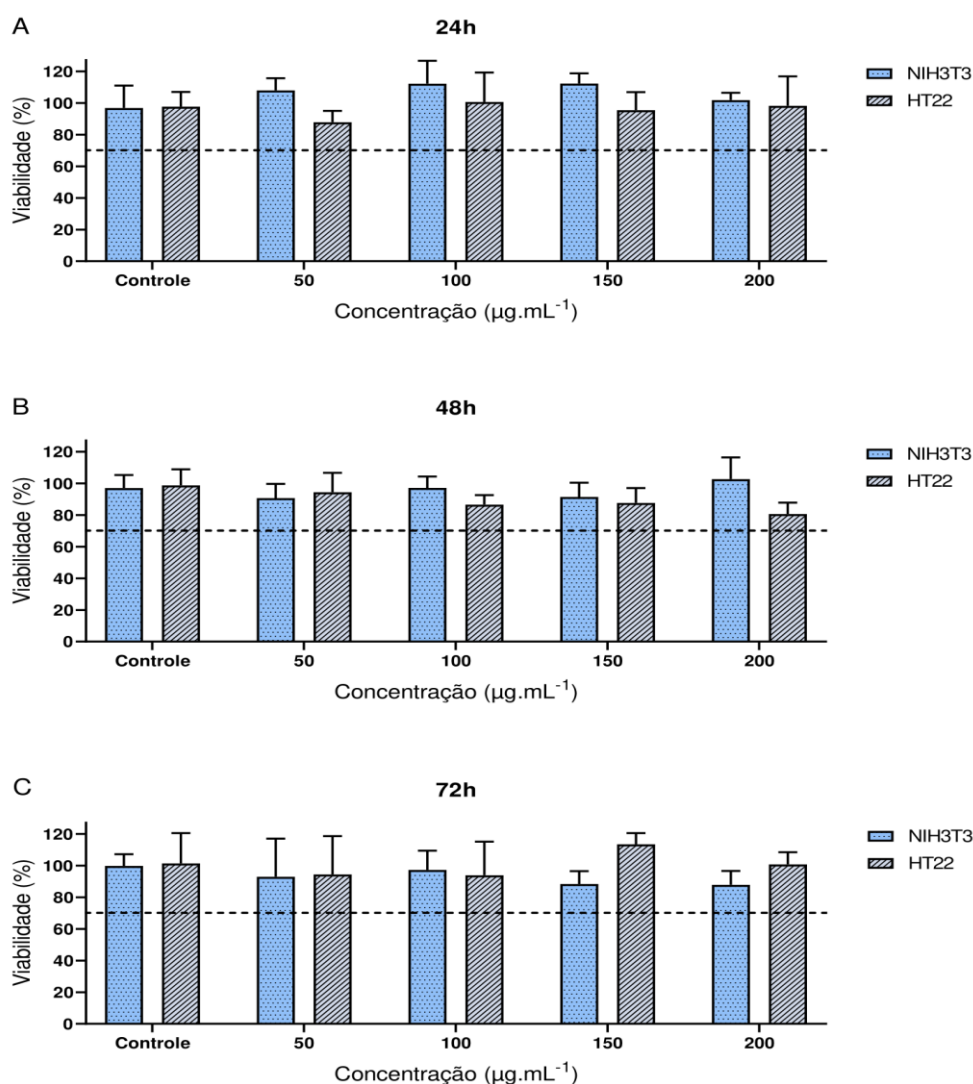 A
24h
Viabilidade (%)
120
100
80
60
40
20
0
Controle 50 100 150 200
Concentração (µg.mL⁻¹)
NIH3T3
HT22
B
48h
Viabilidade (%)
120
100
80
60
40
20
0
Controle 50 100 150 200
Concentração (µg.mL⁻¹)
NIH3T3
HT22
C
72h
Viabilidade (%)
120
100
80
60
40
20
0
Controle 50 100 150 200
Concentração (µg.mL⁻¹)
NIH3T3
HT22